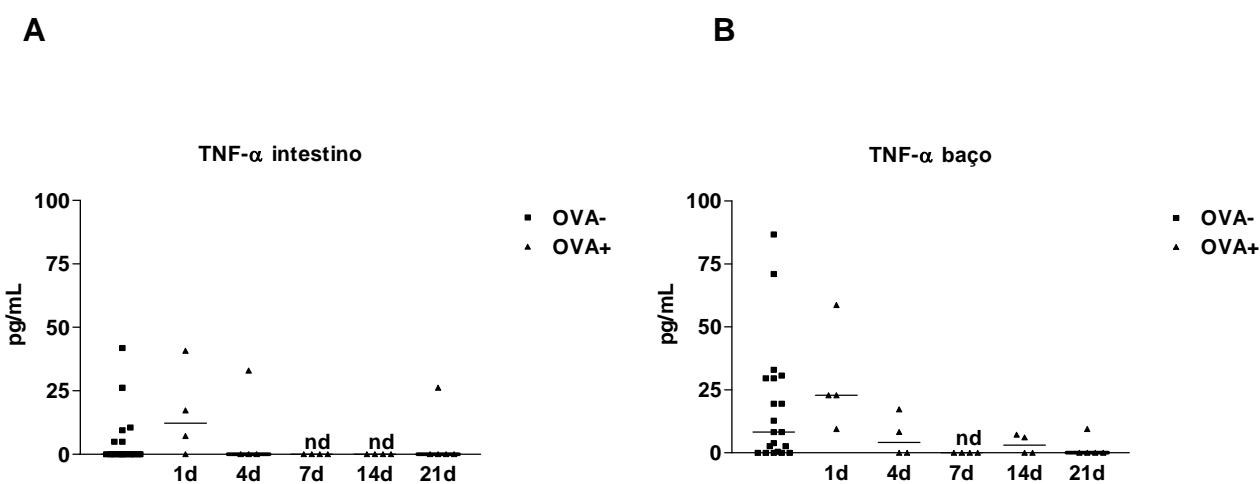 A
B
TNF-α intestino
100
75
50
25
0
pg/mL
nd
nd
1d 4d 7d 14d 21d
OVA-
OVA+
TNF-α baço
100
75
50
25
0
pg/mL
nd
1d 4d 7d 14d 21d
OVA-
OVA+